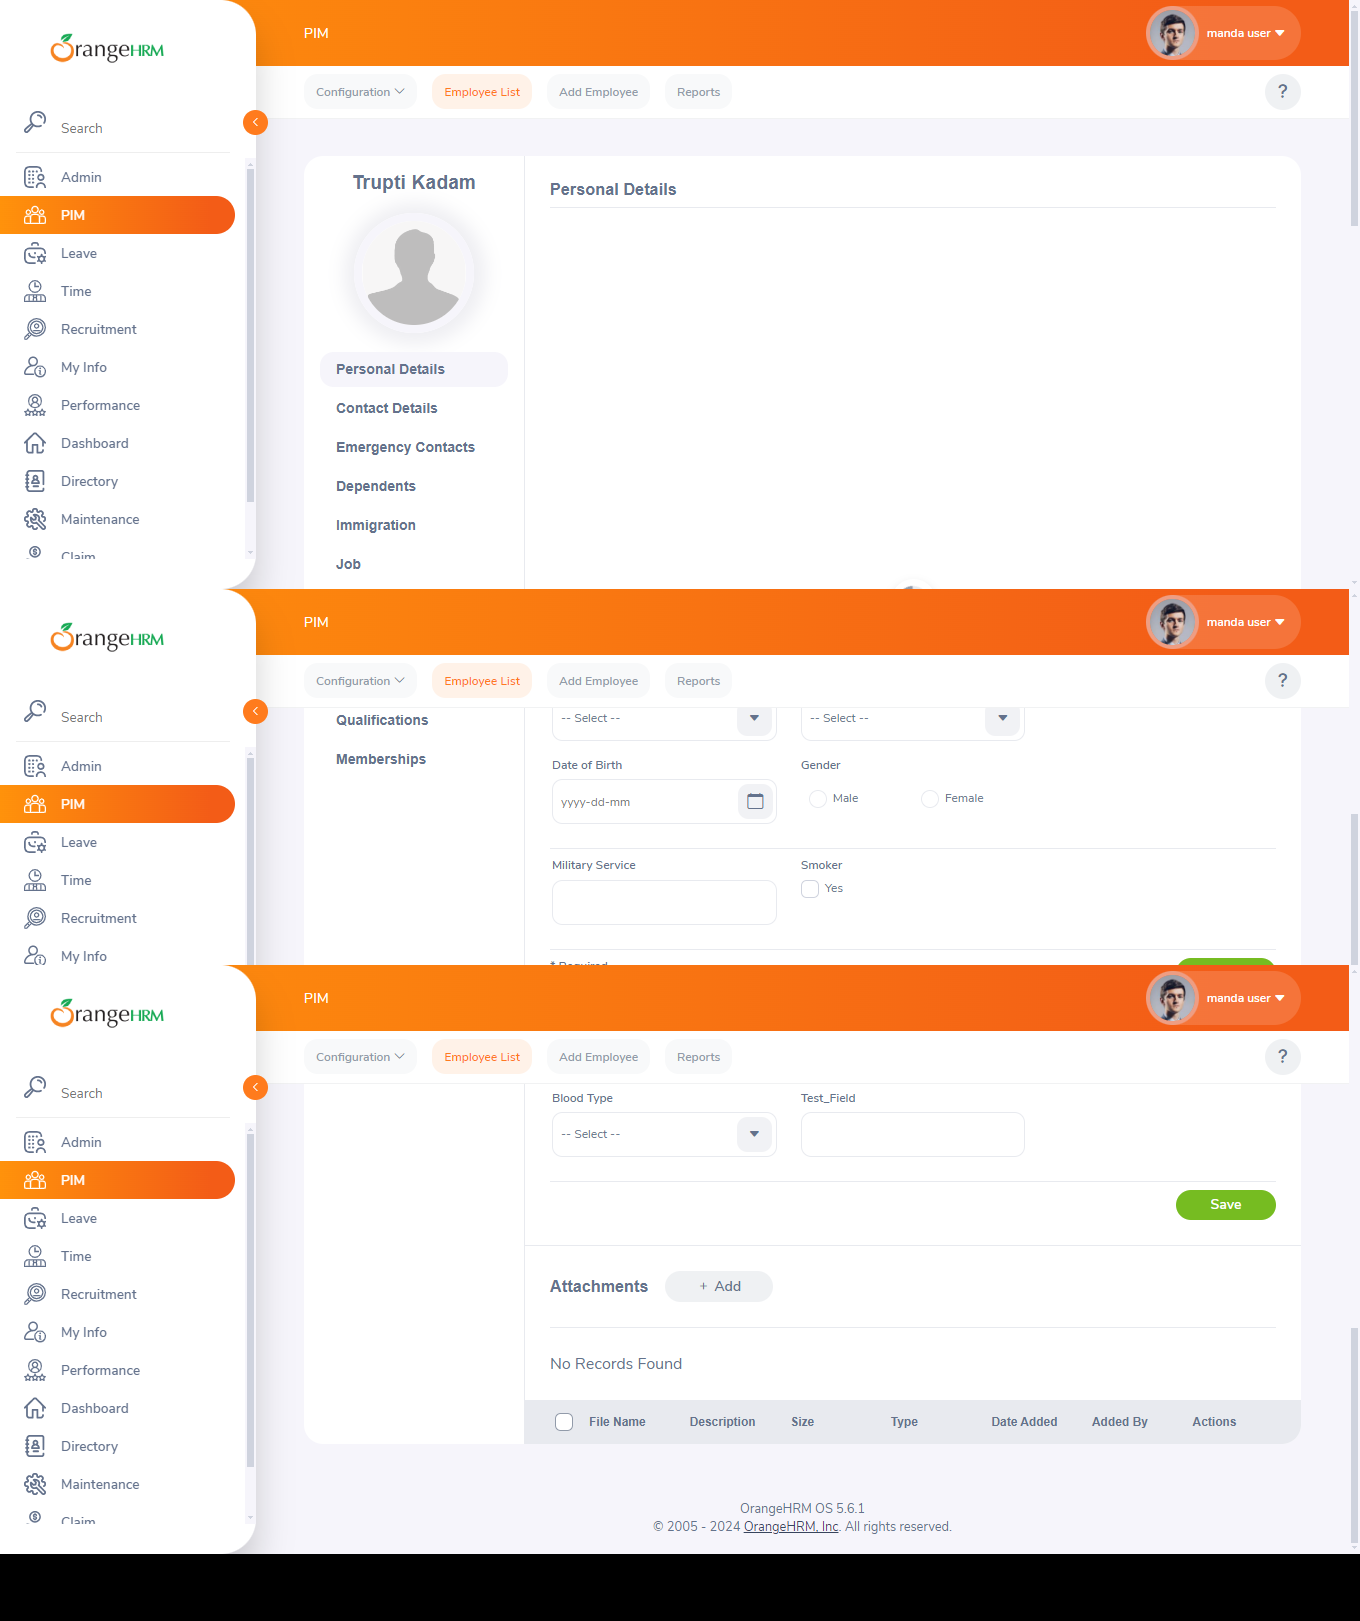 OrangeHRM
PIM
manda user
Configuration
Employee List
Add Employee
Reports
?
Search
Admin
PIM
Leave
Time
Recruitment
My Info
Performance
Dashboard
Directory
Maintenance
Claim
Trupti Kadam
Personal Details
Contact Details
Emergency Contacts
Dependents
Immigration
Job
Personal Details
OrangeHRM
PIM
manda user
Configuration
Employee List
Add Employee
Reports
?
Search
Admin
PIM
Leave
Time
Recruitment
My Info
Qualifications
Memberships
-- Select --
-- Select --
Date of Birth
Gender
yyyy-dd-mm
Male
Female
Military Service
Smoker
Yes
* Required
OrangeHRM
PIM
manda user
Configuration
Employee List
Add Employee
Reports
?
Search
Admin
PIM
Leave
Time
Recruitment
My Info
Performance
Dashboard
Directory
Maintenance
Claim
Blood Type
Test_Field
-- Select --
Save
Attachments
+ Add
No Records Found
File Name
Description
Size
Type
Date Added
Added By
Actions
OrangeHRM OS 5.6.1
© 2005 - 2024 OrangeHRM, Inc. All rights reserved.